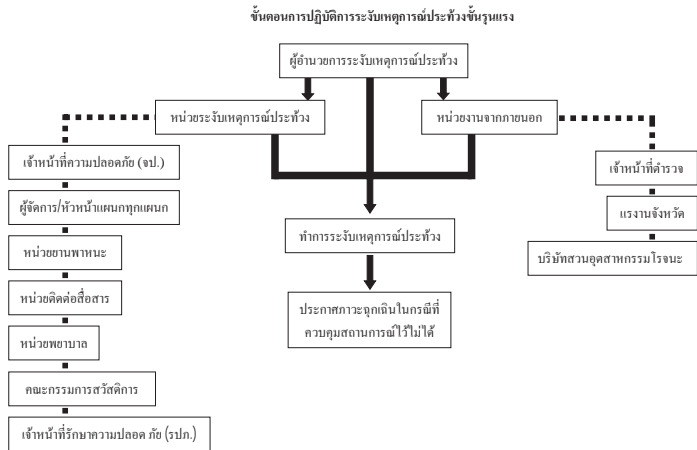 ขั้นตอนการปฏิบัติการระงับเหตุการณ์ประท้วงขั้นรุนแรง
ผู้อำนวยการระงับเหตุการณ์ประท้วง
หน่วยระงับเหตุการณ์ประท้วง
หน่วยงานจากภายนอก
เจ้าหน้าที่ความปลอดภัย (จป.)
ผู้จัดการ/หัวหน้าแผนกทุกแผนก
หน่วยยานพาหนะ
หน่วยติดต่อสื่อสาร
หน่วยพยาบาล
คณะกรรมการสวัสดิการ
เจ้าหน้าที่รักษาความปลอด ภัย (รปภ.)
ทำการระงับเหตุการณ์ประท้วง
ประกาศภาวะฉุกเฉินในกรณีที่
ควบคุมสถานการณ์ไว้ไม่ได้
เจ้าหน้าที่ตำรวจ
แรงงานจังหวัด
บริษัทสวนอุตสาหกรรมโรจนะ